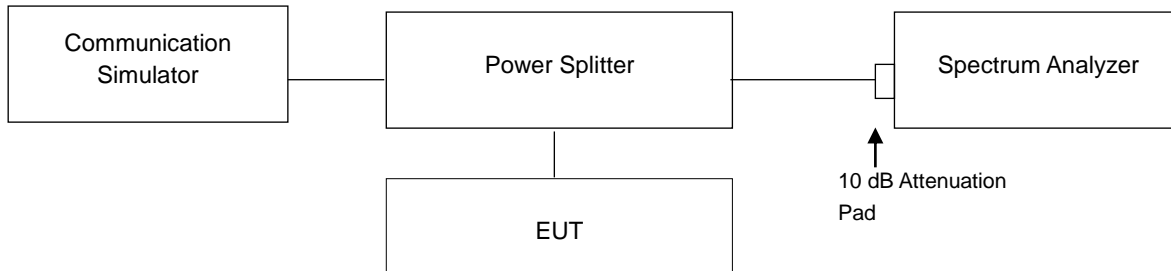 Communication
Simulator
Power Splitter
Spectrum Analyzer
10 dB Attenuation
Pad
EUT